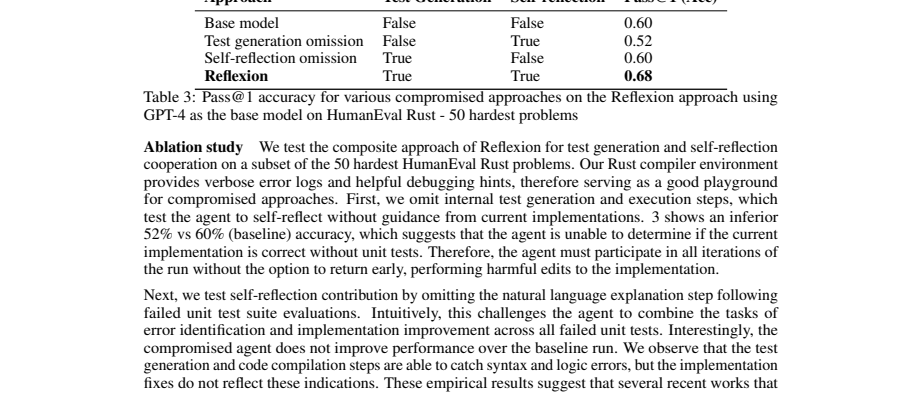 Approach Test Generation Self-reflection Pass@1 (Acc)
Base model False False 0.60
Test generation omission False True 0.52
Self-reflection omission True False 0.60
Reflexion True True 0.68
Table 3: Pass@1 accuracy for various compromised approaches on the Reflexion approach using
GPT-4 as the base model on HumanEval Rust - 50 hardest problems
Ablation study We test the composite approach of Reflexion for test generation and self-reflection
cooperation on a subset of the 50 hardest HumanEval Rust problems. Our Rust compiler environment
provides verbose error logs and helpful debugging hints, therefore serving as a good playground
for compromised approaches. First, we omit internal test generation and execution steps, which
test the agent to self-reflect without guidance from current implementations. 3 shows an inferior
52% vs 60% (baseline) accuracy, which suggests that the agent is unable to determine if the current
implementation is correct without unit tests. Therefore, the agent must participate in all iterations of
the run without the option to return early, performing harmful edits to the implementation.
Next, we test self-reflection contribution by omitting the natural language explanation step following
failed unit test suite evaluations. Intuitively, this challenges the agent to combine the tasks of
error identification and implementation improvement across all failed unit tests. Interestingly, the
compromised agent does not improve performance over the baseline run. We observe that the test
generation and code compilation steps are able to catch syntax and logic errors, but the implementation
fixes do not reflect these indications. These empirical results suggest that several recent works that